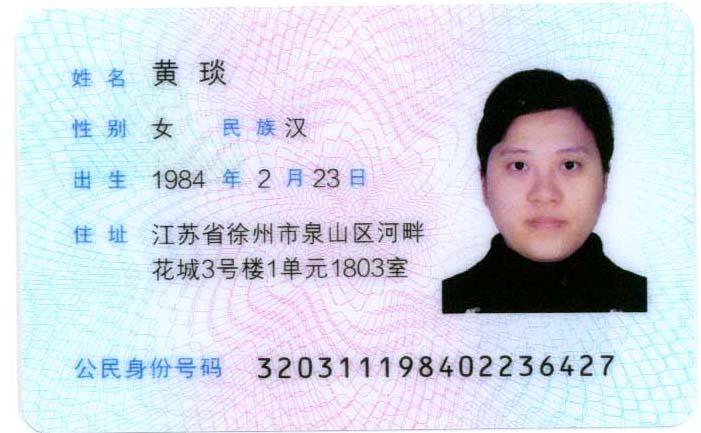 姓名 黄琰
性别 女 民族 汉
出生 1984 年 2 月 23 日
住址 江苏省徐州市泉山区河畔
花城3号楼1单元1803室
公民身份号码 320311198402236427